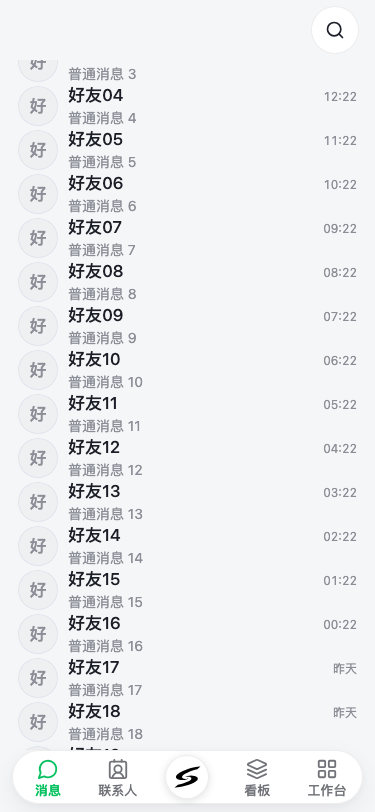 好
普通消息 3
好
好友04
12:22
普通消息 4
好
好友05
11:22
普通消息 5
好
好友06
10:22
普通消息 6
好
好友07
09:22
普通消息 7
好
好友08
08:22
普通消息 8
好
好友09
07:22
普通消息 9
好
好友10
06:22
普通消息 10
好
好友11
05:22
普通消息 11
好
好友12
04:22
普通消息 12
好
好友13
03:22
普通消息 13
好
好友14
02:22
普通消息 14
好
好友15
01:22
普通消息 15
好
好友16
00:22
普通消息 16
好
好友17
昨天
普通消息 17
好
好友18
昨天
普通消息 18
消息
联系人
看板
工作台